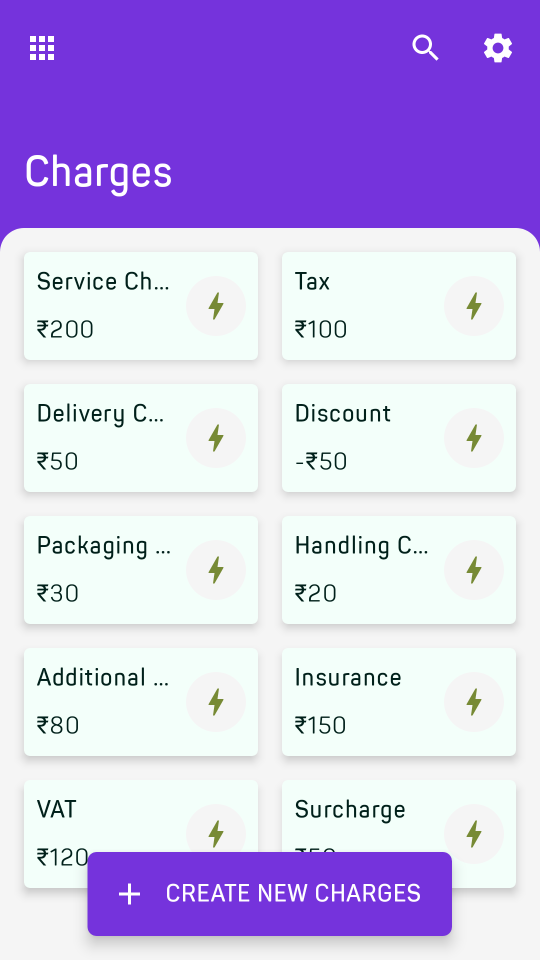 Charges
Service Ch...
₹200
Tax
₹100
Delivery C...
₹50
Discount
-₹50
Packaging ...
₹30
Handling C...
₹20
Additional ...
₹80
Insurance
₹150
VAT
₹120
Surcharge
CREATE NEW CHARGES